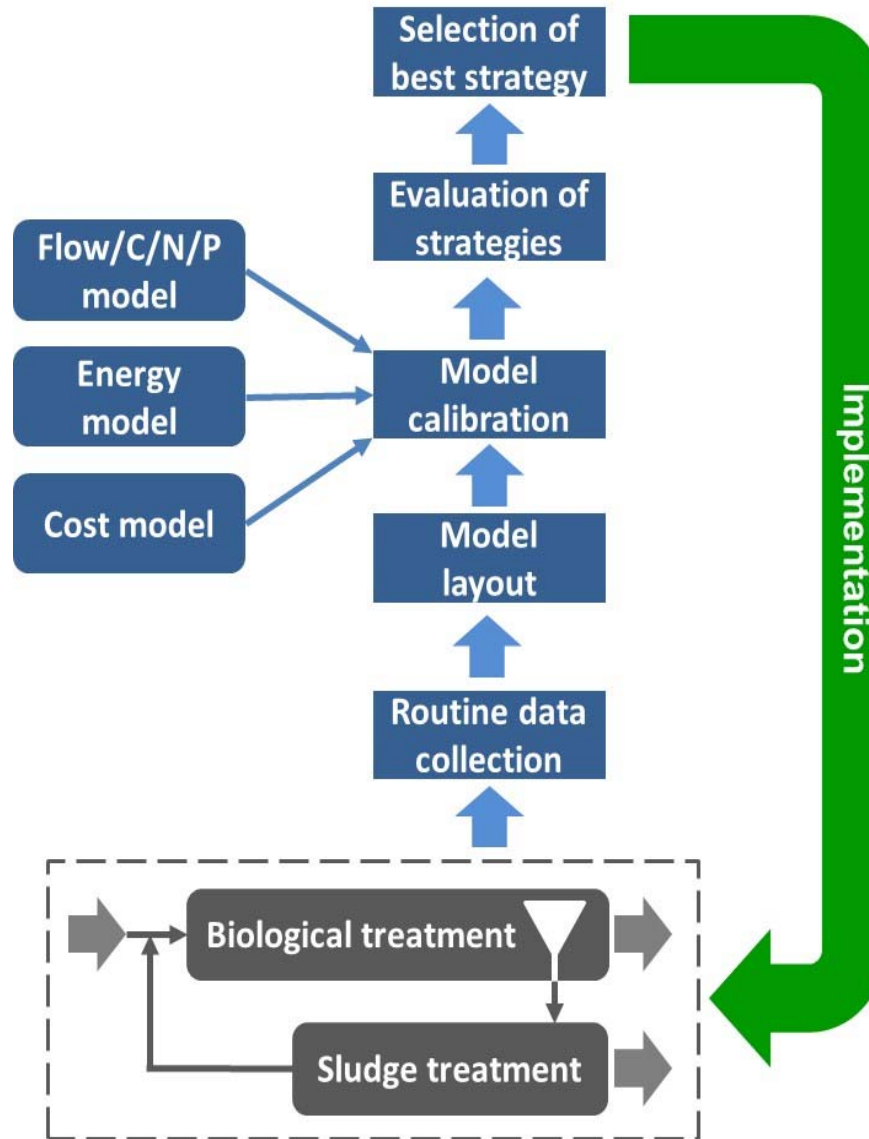 Selection of
best strategy
Evaluation of
strategies
Flow/C/N/P
model
Energy
model
Cost model
Model
calibration
Model
layout
Routine data
collection
Implementation
Biological treatment
Sludge treatment